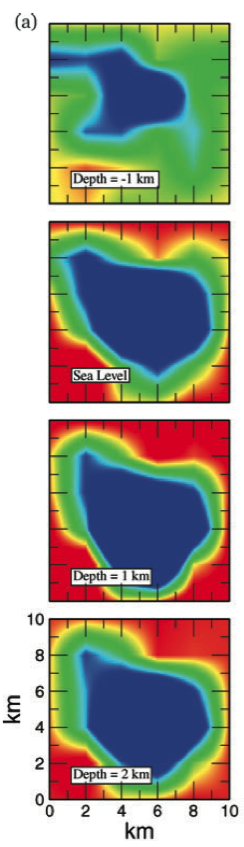 (a)
Depth = -1 km
Sea Level
Depth = 1 km
10
8
6
4
2
0
km
Depth = 2 km
0 2 4 6 8 10
km